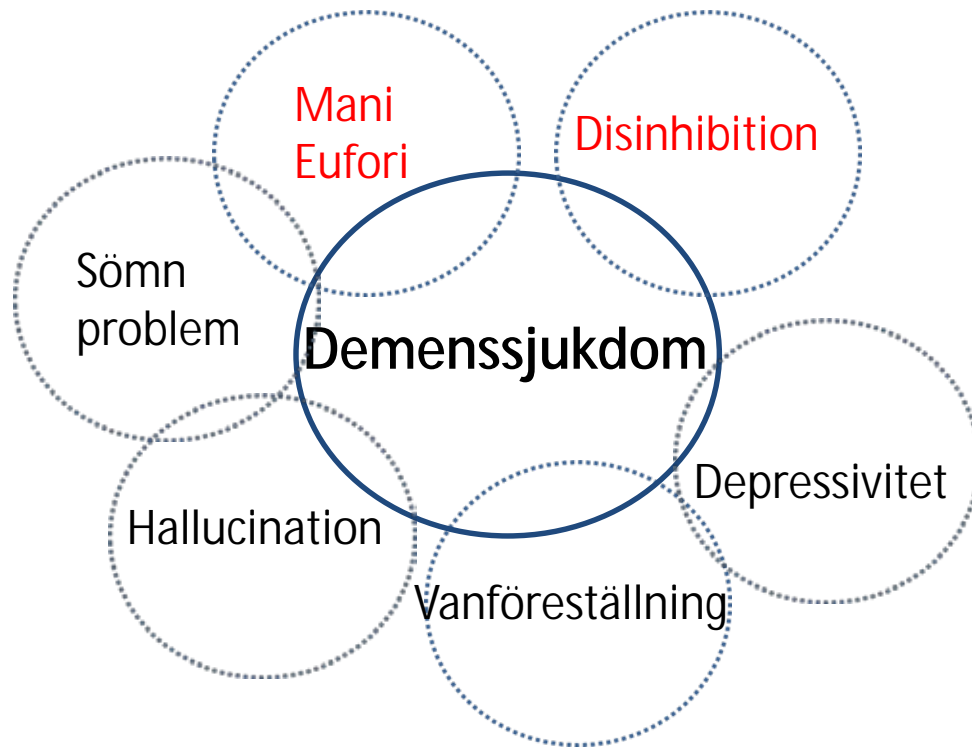 Mani
Eufori
Disinhibition
Sömn
problem
Demenssjukdom
Depressivitet
Hallucination
Vanföreställning